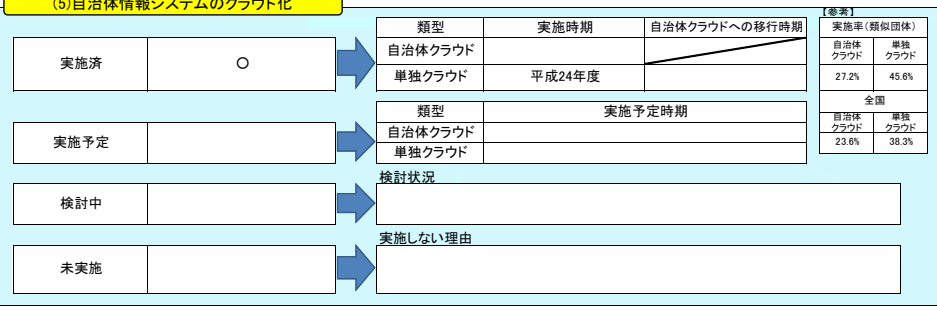 (5)自治体情報システムのクラウド化
【参考】
実施済 ○
類型 実施時期 自治体クラウドへの移行時期
自治体クラウド
単独クラウド 平成24年度
実施率(類似団体)
自治体クラウド 単独クラウド
27.2% 45.6%
全国
自治体クラウド 単独クラウド
23.6% 38.3%
実施予定
類型 実施予定時期
自治体クラウド
単独クラウド
検討中
検討状況
未実施
実施しない理由